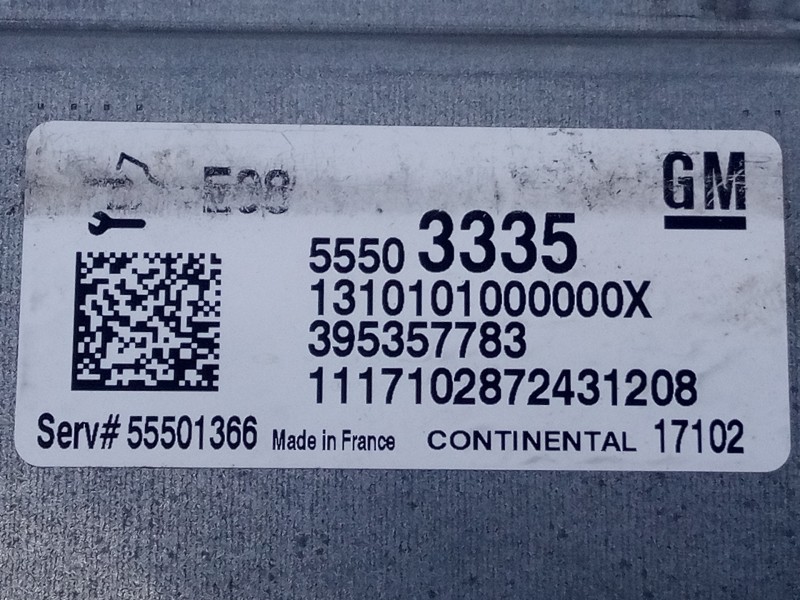 E98
GM
5550 3335
1310101000000X
395357783
1117102872431208
Serv# 55501366 Made in France CONTINENTAL 17102